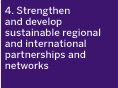 4. Strengthen
and develop
sustainable regional
and international
partnerships and
networks